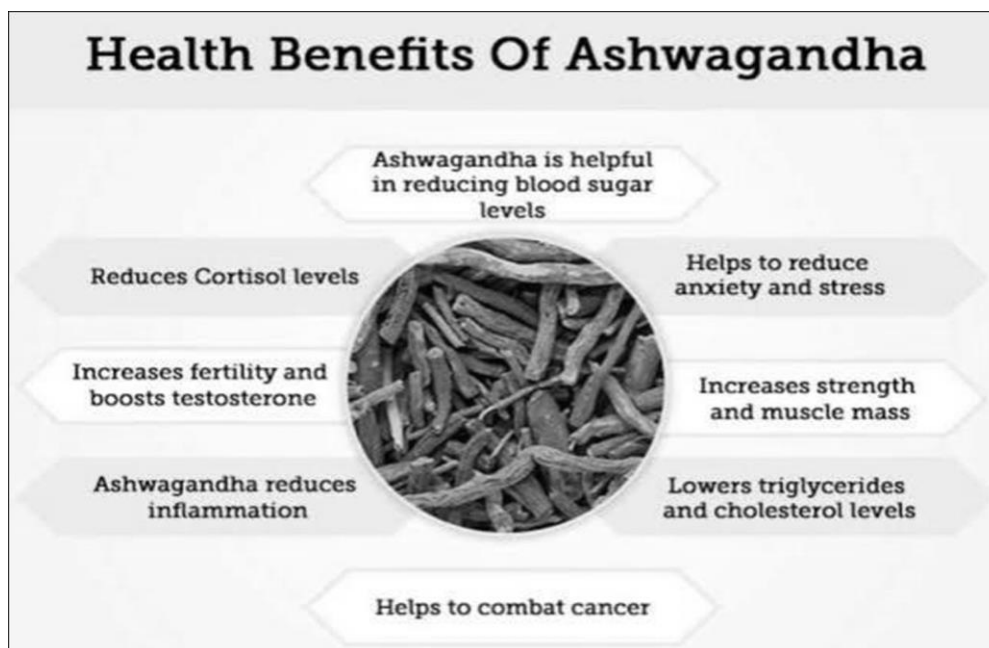 Health Benefits Of Ashwagandha
Ashwagandha is helpful
in reducing blood sugar
levels
Reduces Cortisol levels
Helps to reduce
anxiety and stress
Increases fertility and
boosts testosterone
Increases strength
and muscle mass
Ashwagandha reduces
inflammation
Lowers triglycerides
and cholesterol levels
Helps to combat cancer